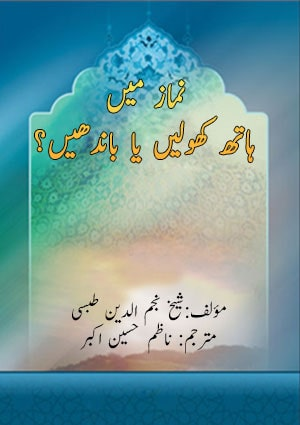 نماز میں
ہاتھ کھولیں یا باندھیں؟
مؤلف: شیخ نجم الدین طبسی
مترجم: ناظم حسین اکبر